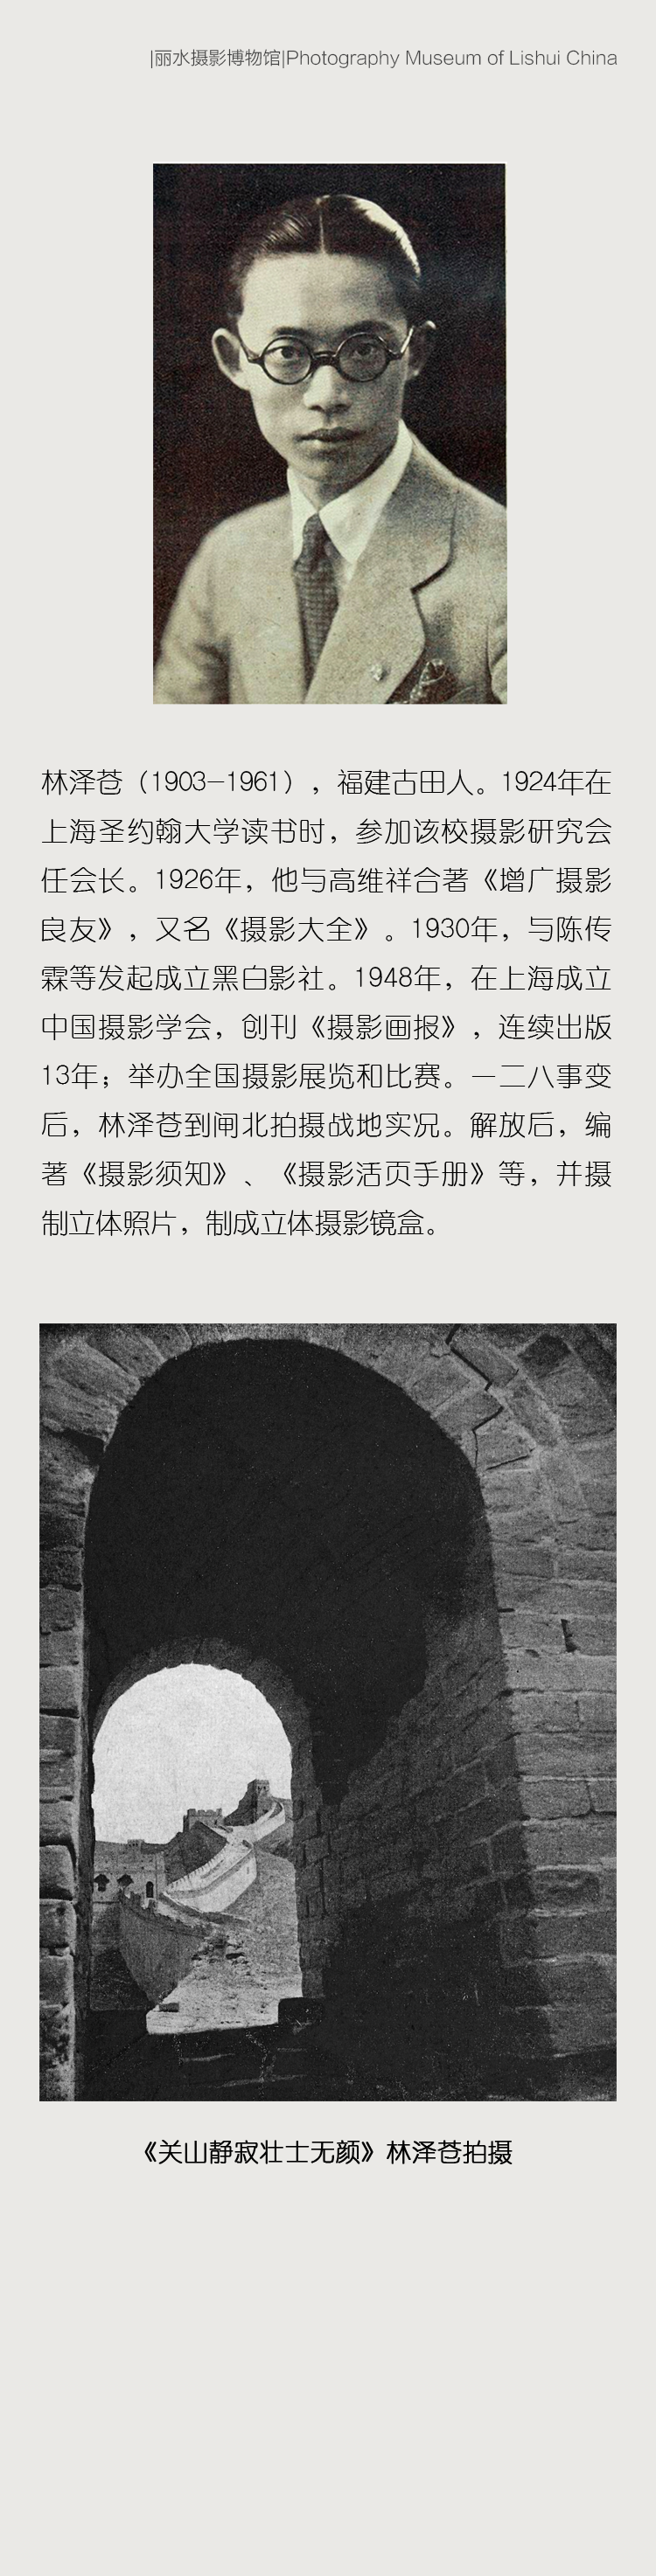 |丽水摄影博物馆|Photography Museum of Lishui China
林泽苍（1903-1961），福建古田人。1924年在
上海圣约翰大学读书时，参加该校摄影研究会
任会长。1926年，他与高维祥合著《增广摄影
良友》，又名《摄影大全》。1930年，与陈传
霖等发起成立黑白影社。1948年，在上海成立
中国摄影学会，创刊《摄影画报》，连续出版
13年；举办全国摄影展览和比赛。一二八事变
后，林泽苍到闸北拍摄战地实况。解放后，编
著《摄影须知》、《摄影活页手册》等，并摄
制立体照片，制成立体摄影镜盒。
《关山静寂壮士无颜》林泽苍拍摄